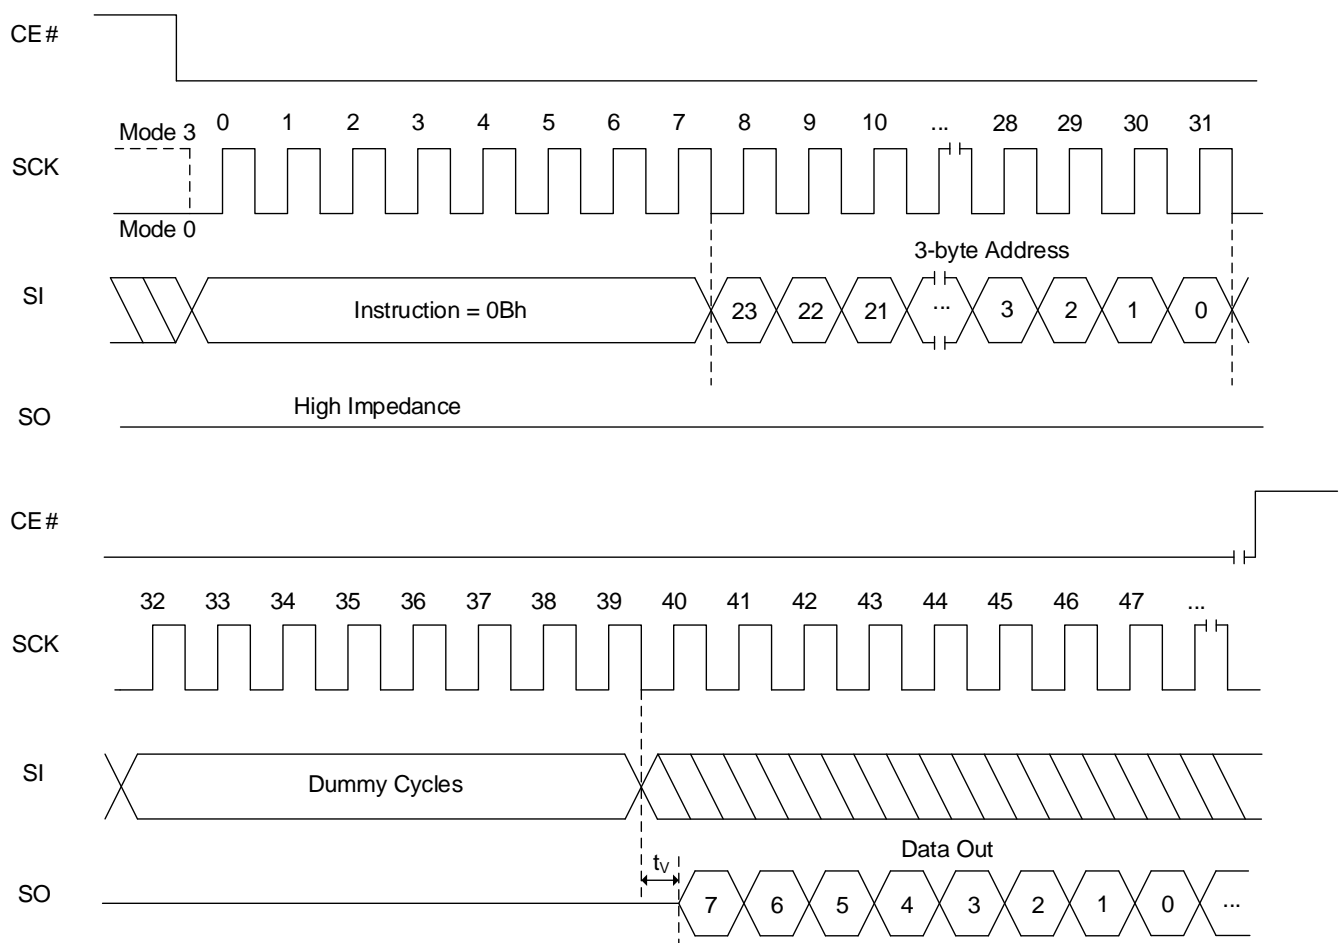 CE#
Mode 3 0 1 2 3 4 5 6 7 8 9 10 ... 28 29 30 31
SCK
Mode 0
3-byte Address
SI Instruction = 0Bh 23 22 21 ... 3 2 1 0
High Impedance
SO
CE#
32 33 34 35 36 37 38 39 40 41 42 43 44 45 46 47 ...
SCK
SI Dummy Cycles
Data Out
tV
SO 7 6 5 4 3 2 1 0 ...